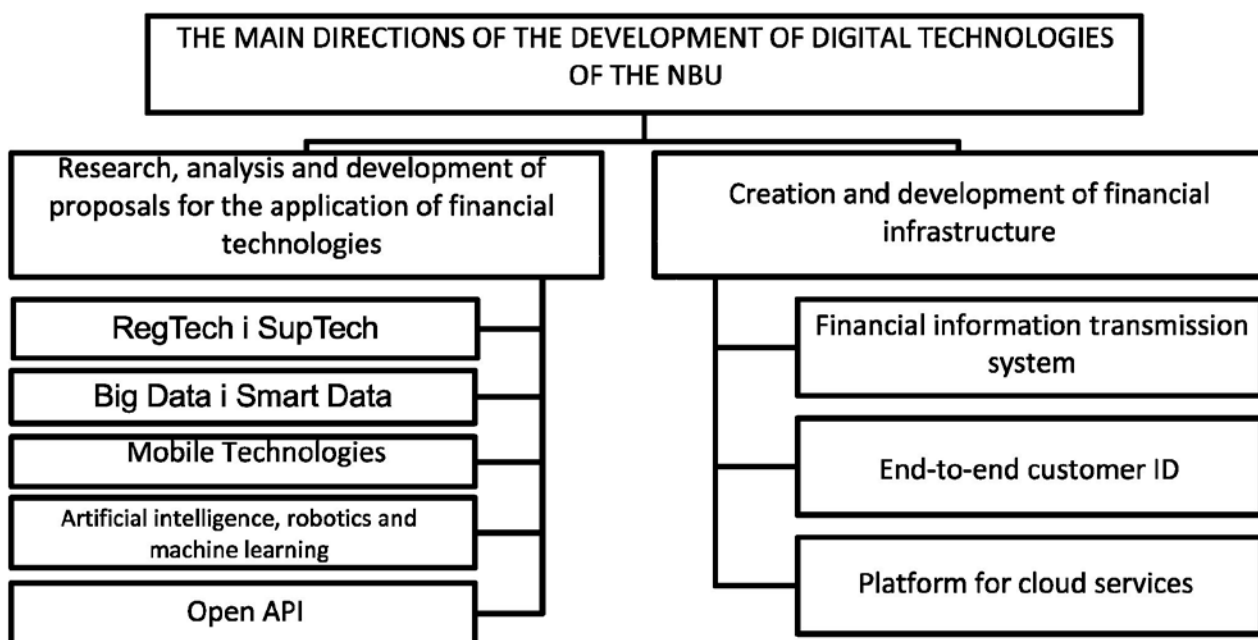 THE MAIN DIRECTIONS OF THE DEVELOPMENT OF DIGITAL TECHNOLOGIES
OF THE NBU
Research, analysis and development of
proposals for the application of financial
technologies
RegTech i SupTech
Big Data i Smart Data
Mobile Technologies
Artificial intelligence, robotics and
machine learning
Open API
Creation and development of financial
infrastructure
Financial information transmission
system
End-to-end customer ID
Platform for cloud services